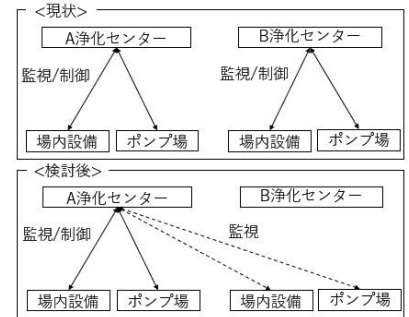 <現状>
A浄化センター
B浄化センター
監視/制御
監視/制御
場内設備
ポンプ場
場内設備
ポンプ場
<検討後>
A浄化センター
B浄化センター
監視/制御
監視
場内設備
ポンプ場
場内設備
ポンプ場